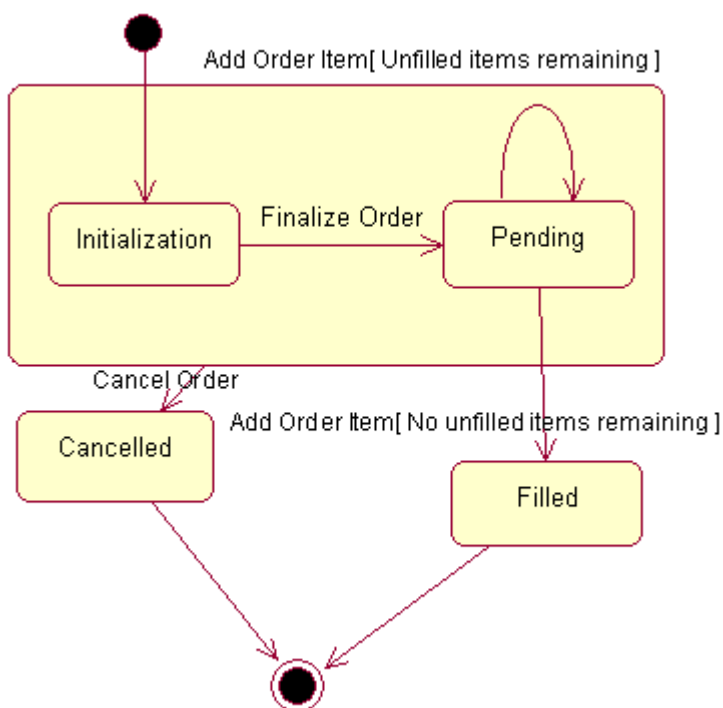 Add Order Item[ Unfilled items remaining ]
Initialization
Finalize Order
Pending
Cancel Order
Cancelled
Add Order Item[ No unfilled items remaining ]
Filled